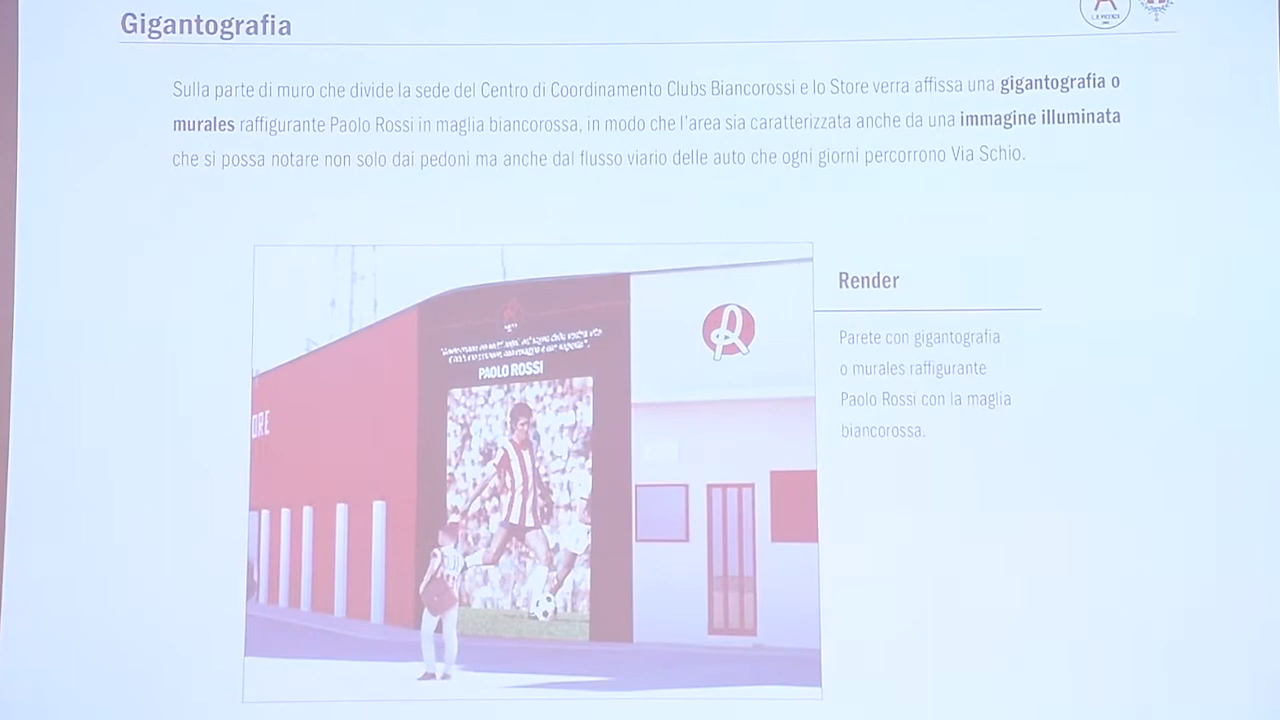 Gigantografia
L.R. VICENZA
Sulla parte di muro che divide la sede del Centro di Coordinamento Clubs Biancorossi e lo Store verra affissa una gigantografia o
murales raffigurante Paolo Rossi in maglia biancorossa, in modo che l'area sia caratterizzata anche da una immagine illuminata
che si possa notare non solo dai pedoni ma anche dal flusso viario delle auto che ogni giorni percorrono Via Schio.
PAOLO ROSSI
ORE
R
Render
Parete con gigantografia
o murales raffigurante
Paolo Rossi con la maglia
biancorossa.